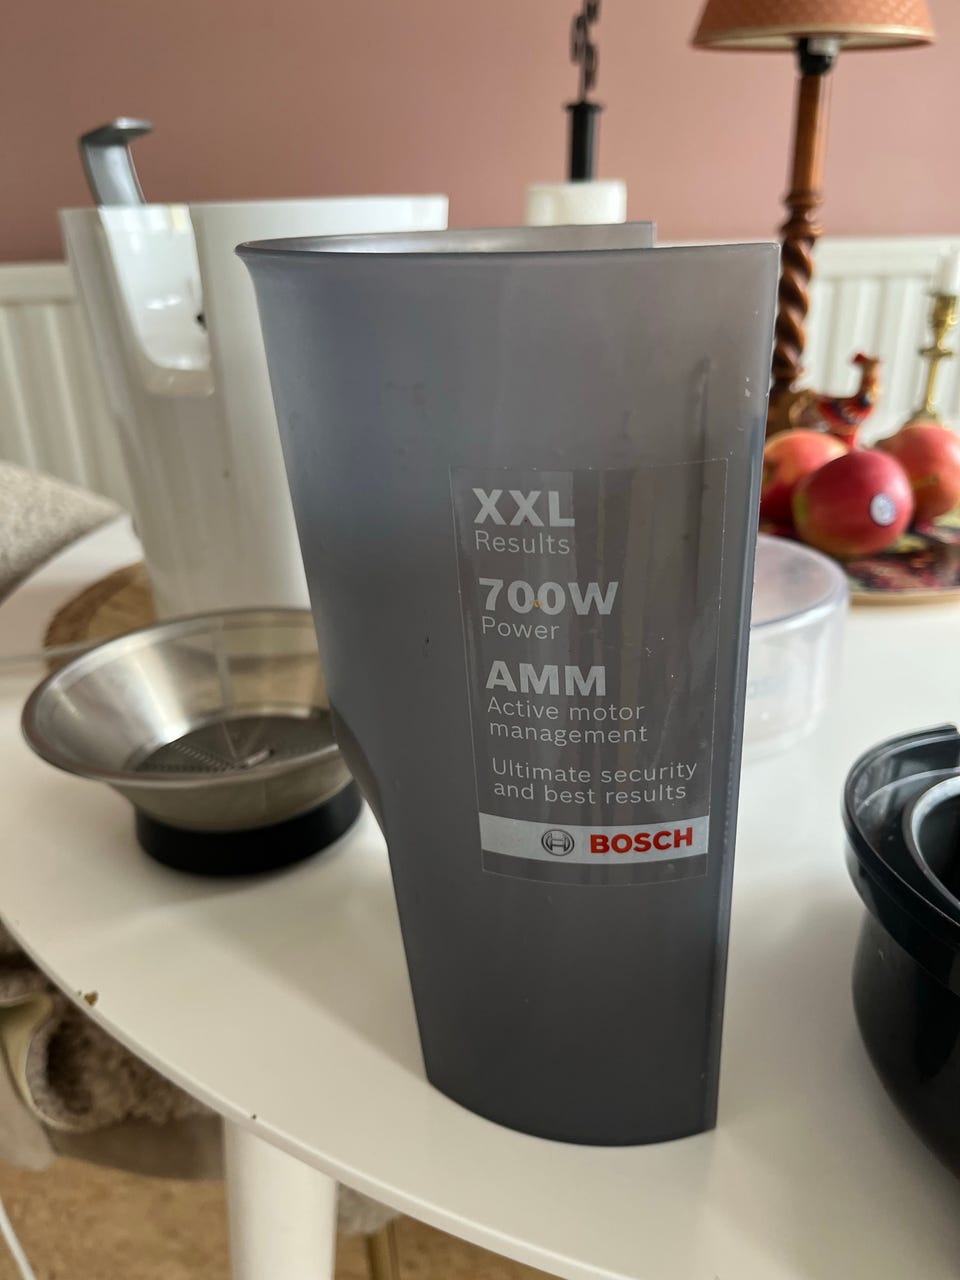 XXL
Results
700W
Power
AMM
Active motor
management
Ultimate security
and best results
BOSCH